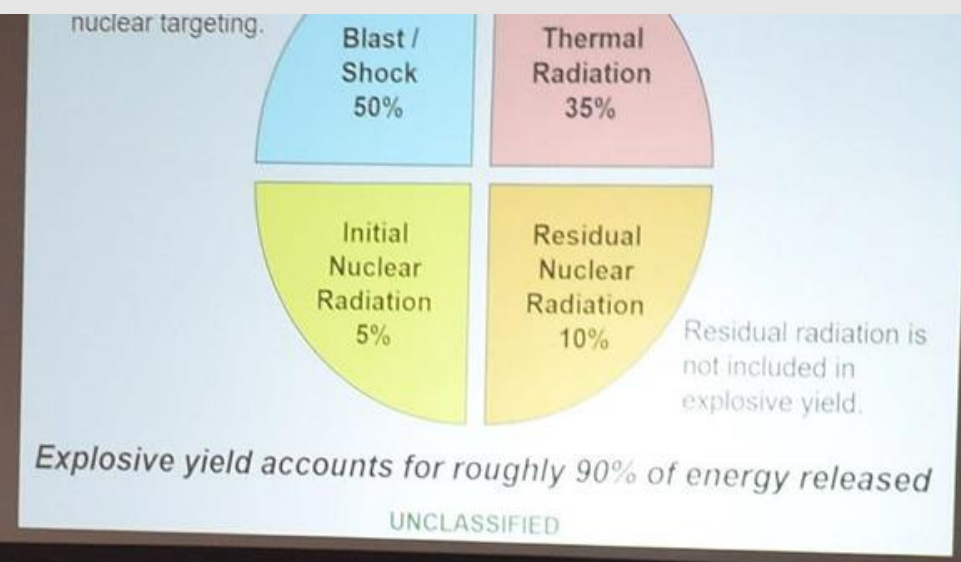 nuclear targeting.
Blast /
Shock
50%
Thermal
Radiation
35%
Initial
Nuclear
Radiation
5%
Residual
Nuclear
Radiation
10%
Residual radiation is
not included in
explosive yield.
Explosive yield accounts for roughly 90% of energy released
UNCLASSIFIED